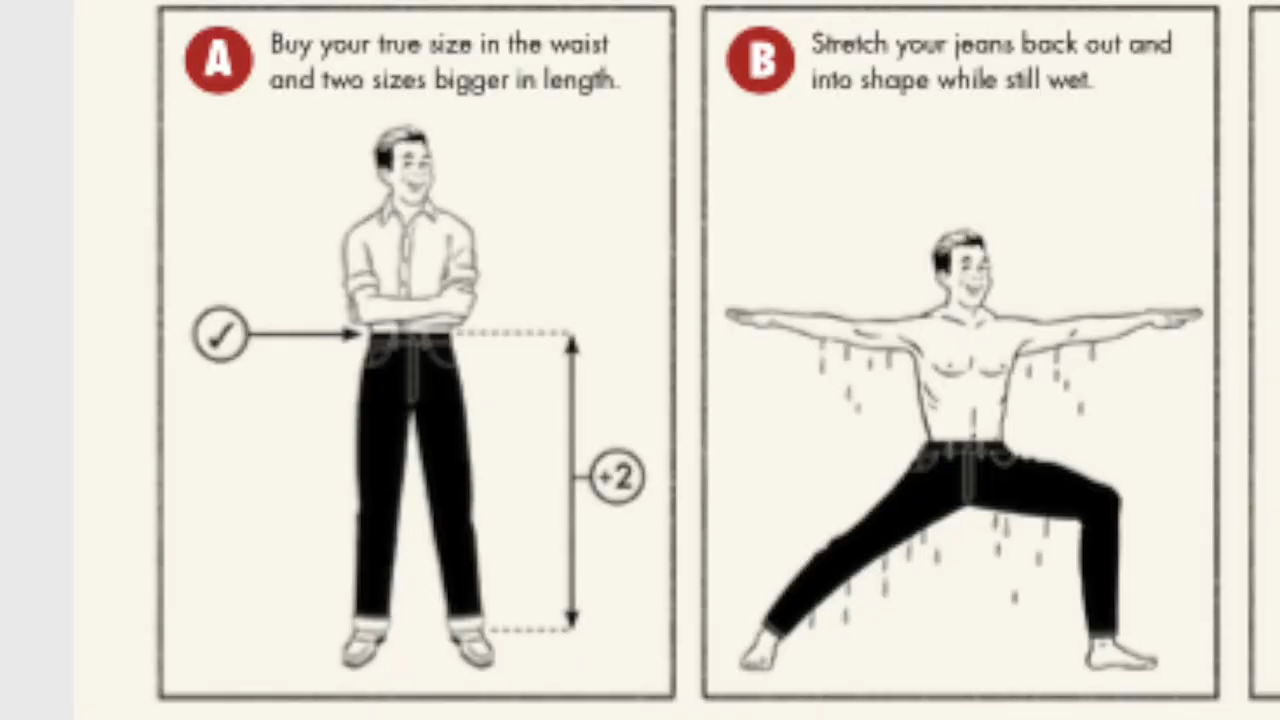 A
Buy your true size in the waist
and two sizes bigger in length.
+2
B
Stretch your jeans back out and
into shape while still wet.